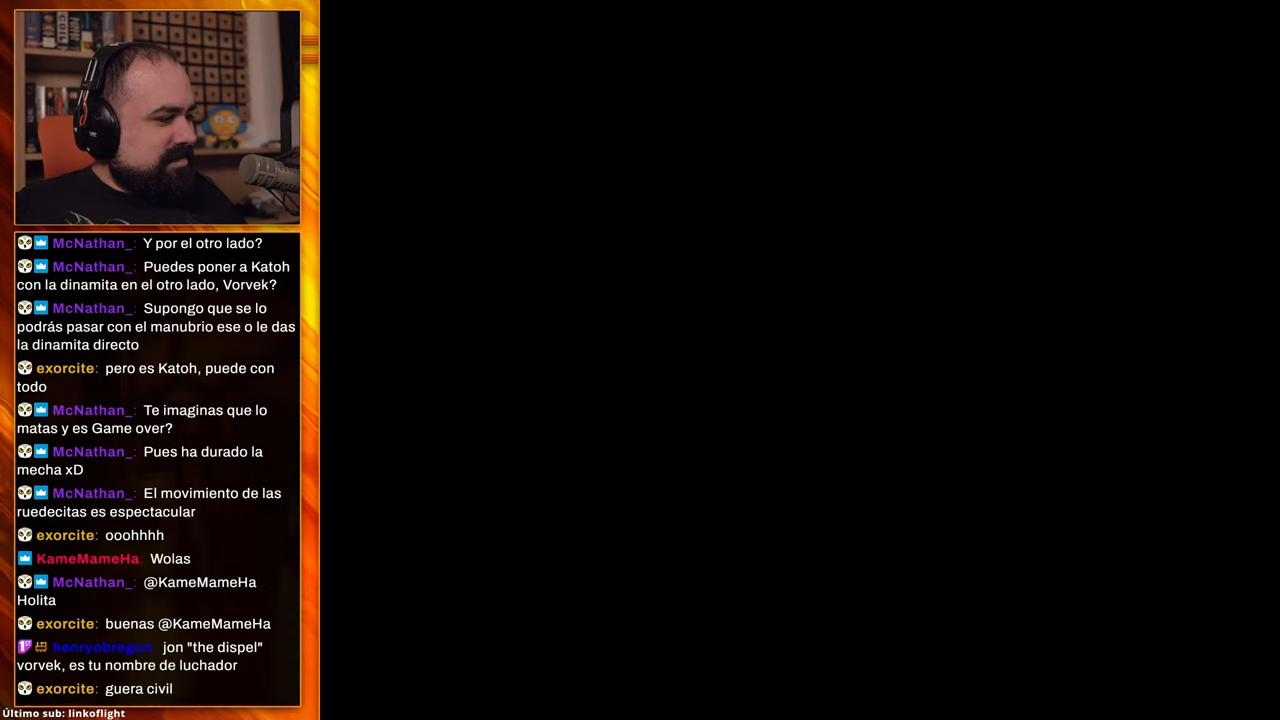 McNathan_: Y por el otro lado?
McNathan_: Puedes poner a Katoh
con la dinamita en el otro lado, Vorvek?
McNathan_: Supongo que se lo
podrás pasar con el manubrio ese o le das
la dinamita directo
exorcite: pero es Katoh, puede con
todo
McNathan_: Te imaginas que lo
matas y es Game over?
McNathan_: Pues ha durado la
mecha xD
McNathan_: El movimiento de las
ruedecitas es espectacular
exorcite: ooohhhh
KameMameHa: Wolas
McNathan_: @KameMameHa
Holita
exorcite: buenas @KameMameHa
henryobregon: jon "the dispel"
vorvek, es tu nombre de luchador
exorcite: guera civil
Último sub: linkoflight